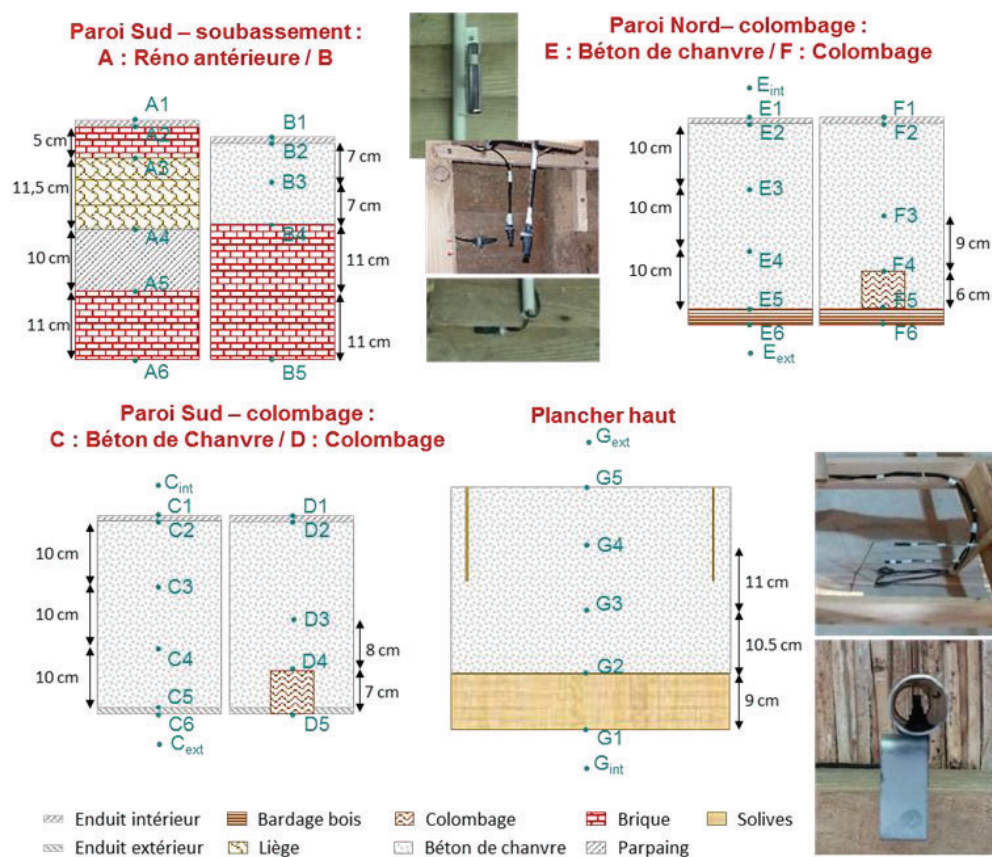 Paroi Sud – soubassement :
A : Réno antérieure / B
A1
A2
A3
A4
A5
A6
5 cm
11,5 cm
10 cm
11 cm
B1
B2
B3
B4
B5
7 cm
7 cm
11 cm
11 cm
Paroi Nord– colombage :
E : Béton de chanvre / F : Colombage
Eint
E1
E2
E3
E4
E5
E6
Eext
10 cm
10 cm
10 cm
F1
F2
F3
F4
F5
F6
9 cm
6 cm
Paroi Sud – colombage :
C : Béton de Chanvre / D : Colombage
Cint
C1
C2
C3
C4
C5
C6
Cext
10 cm
10 cm
10 cm
D1
D2
D3
D4
D5
8 cm
7 cm
Plancher haut
Gext
G5
G4
G3
G2
G1
Gint
11 cm
10.5 cm
9 cm
Enduit intérieur
Bardage bois
Colombage
Brique
Solives
Enduit extérieur
Liège
Béton de chanvre
Parpaing